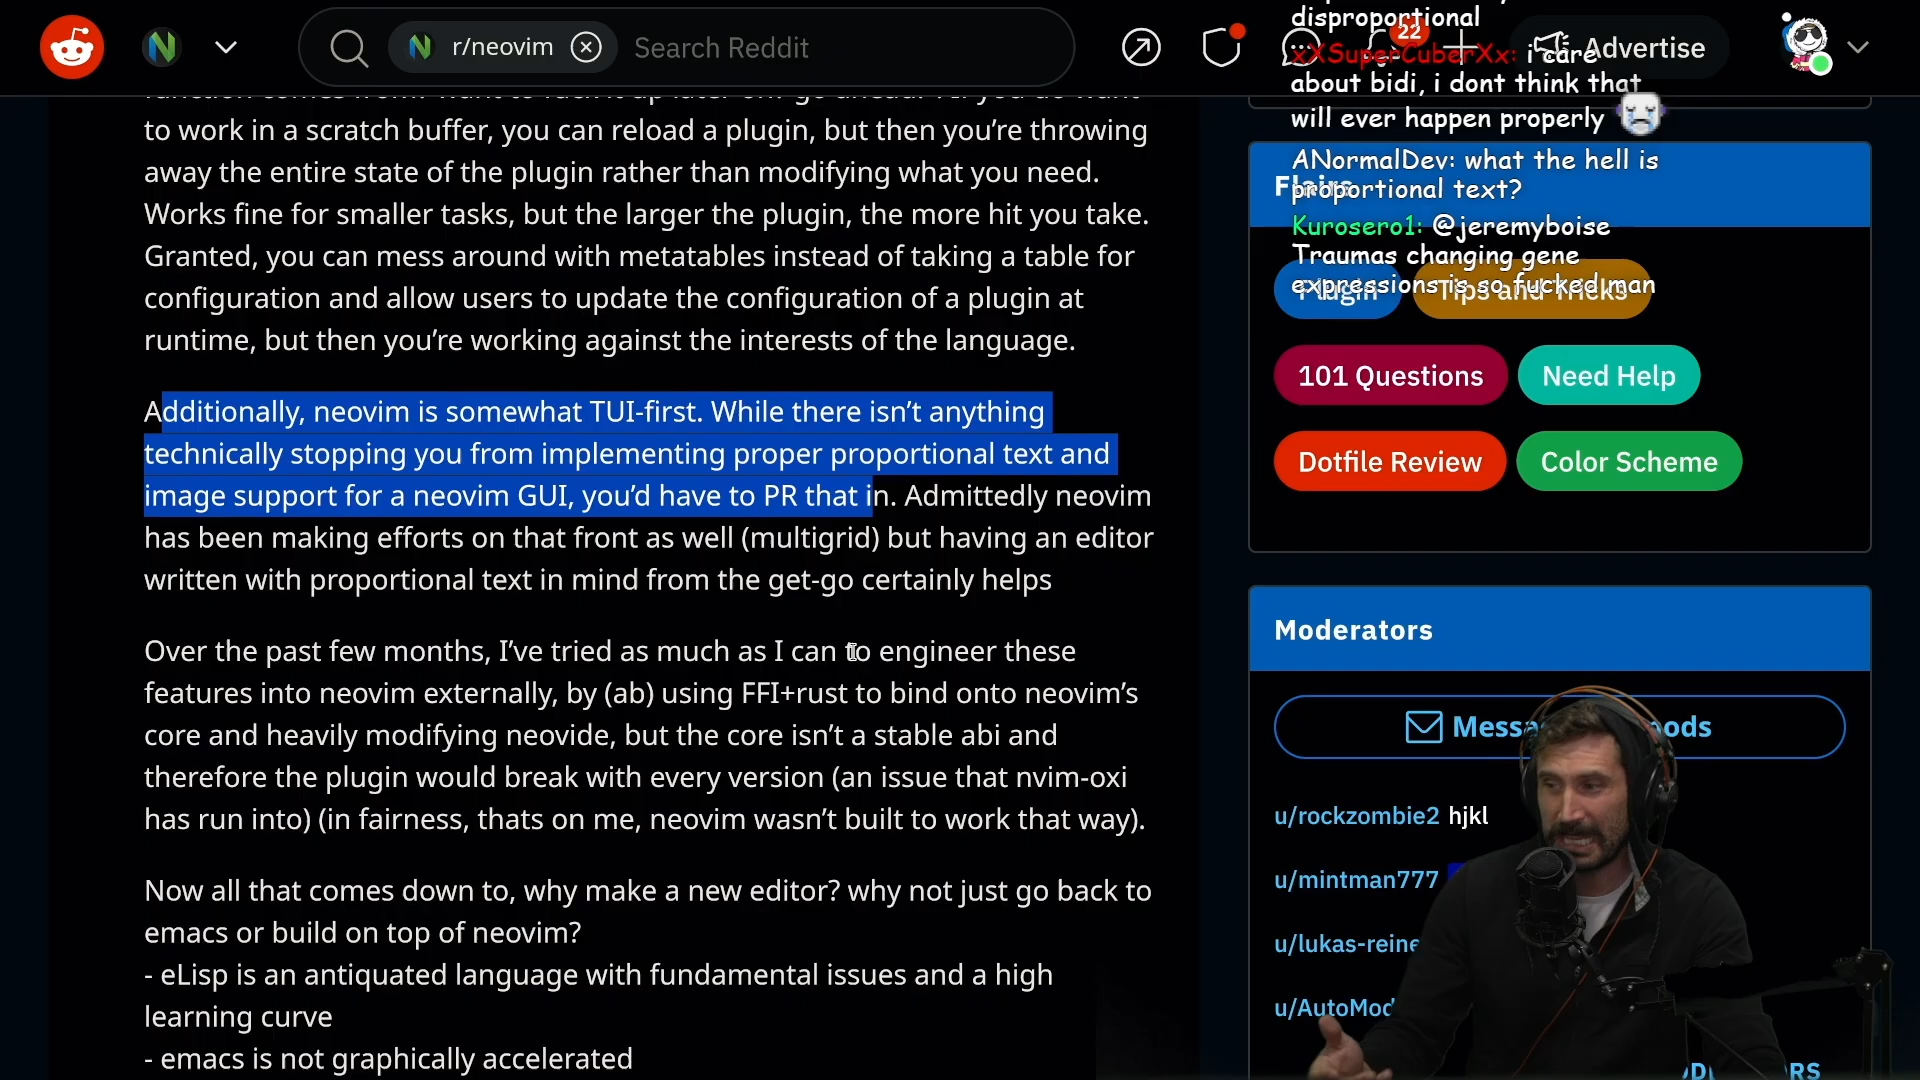 r/neovim
Search Reddit
22
Advertise
to work in a scratch buffer, you can reload a plugin, but then you’re throwing
away the entire state of the plugin rather than modifying what you need.
Works fine for smaller tasks, but the larger the plugin, the more hit you take.
Granted, you can mess around with metatables instead of taking a table for
configuration and allow users to update the configuration of a plugin at
runtime, but then you’re working against the interests of the language.
Additionally, neovim is somewhat TUI-first. While there isn’t anything
technically stopping you from implementing proper proportional text and
image support for a neovim GUI, you’d have to PR that in. Admittedly neovim
has been making efforts on that front as well (multigrid) but having an editor
written with proportional text in mind from the get-go certainly helps
Over the past few months, I’ve tried as much as I can to engineer these
features into neovim externally, by (ab) using FFI+rust to bind onto neovim’s
core and heavily modifying neovide, but the core isn’t a stable abi and
therefore the plugin would break with every version (an issue that nvim-oxi
has run into) (in fairness, thats on me, neovim wasn’t built to work that way).
Now all that comes down to, why make a new editor? why not just go back to
emacs or build on top of neovim?
- eLisp is an antiquated language with fundamental issues and a high
learning curve
- emacs is not graphically accelerated
disproportional
xXSuperCuberXx: i care
about bidi, i dont think that
will ever happen properly
ANormalDev: what the hell is
proportional text?
Kurosero1: @jeremyboise
Traumas changing gene
expressions is so fucked man
Flairs
Plugin
Tips and Tricks
101 Questions
Need Help
Dotfile Review
Color Scheme
Moderators
u/rockzombie2 hjkl
u/mintman777
u/lukas-reine
u/AutoMod